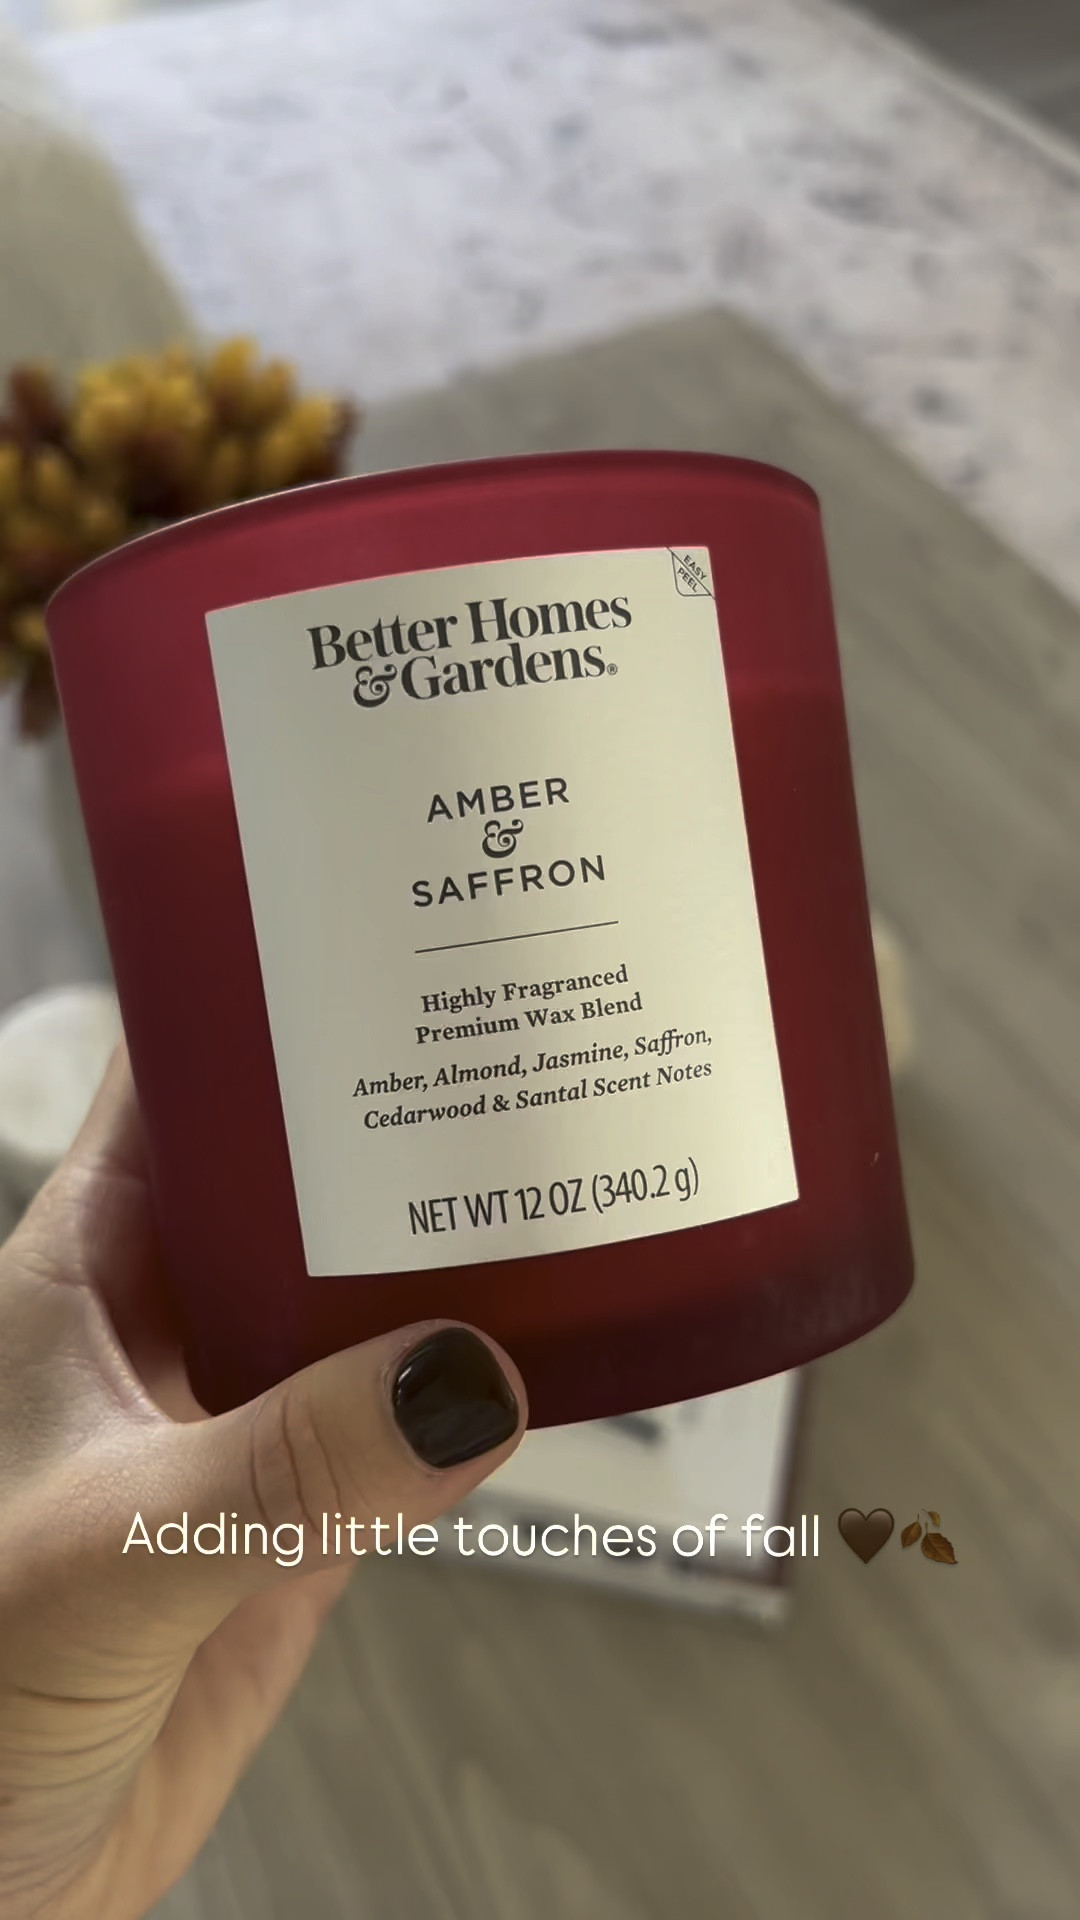 EASY
PEEL
Better Homes
& Gardens®
AMBER
&
SAFFRON
Highly Fragranced
Premium Wax Blend
Amber, Almond, Jasmine, Saffron,
Cedarwood & Santal Scent Notes
NET WT 12 OZ (340.2 g)
Adding little touches of fall 🤎🍂